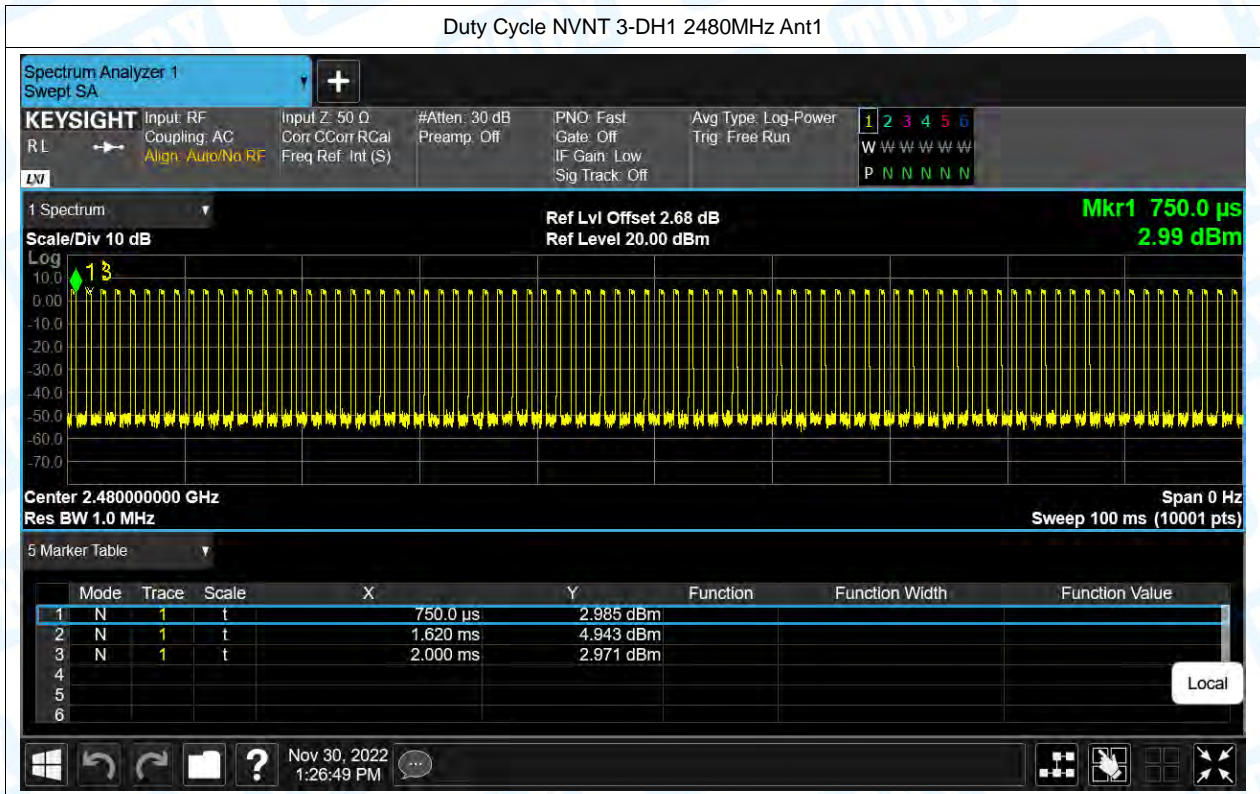 Duty Cycle NVNT 3-DH1 2480MHz Ant1
Spectrum Analyzer 1
Swept SA
+
KEYSIGHT
RL
LXI
Input: RF
Coupling: AC
Align: Auto/No RF
Input Z: 50 Ω
Corr CCorr RCal
Freq Ref: Int (S)
#Atten: 30 dB
Preamp: Off
PNO: Fast
Gate: Off
IF Gain: Low
Sig Track: Off
Avg Type: Log-Power
Trig: Free Run
1 2 3 4 5 6
W W W W W W
P N N N N N
1 Spectrum
Scale/Div 10 dB
Ref Lvl Offset 2.68 dB
Ref Level 20.00 dBm
Mkr1 750.0 µs
2.99 dBm
Log
1 3
10.0
0.00
-10.0
-20.0
-30.0
-40.0
-50.0
-60.0
-70.0
Center 2.480000000 GHz
Span 0 Hz
Res BW 1.0 MHz
Sweep 100 ms (10001 pts)
5 Marker Table
Mode Trace Scale X Y Function Function Width Function Value
1 N 1 t 750.0 µs 2.985 dBm
2 N 1 t 1.620 ms 4.943 dBm
3 N 1 t 2.000 ms 2.971 dBm
4
5
6
Local
?
Nov 30, 2022
1:26:49 PM